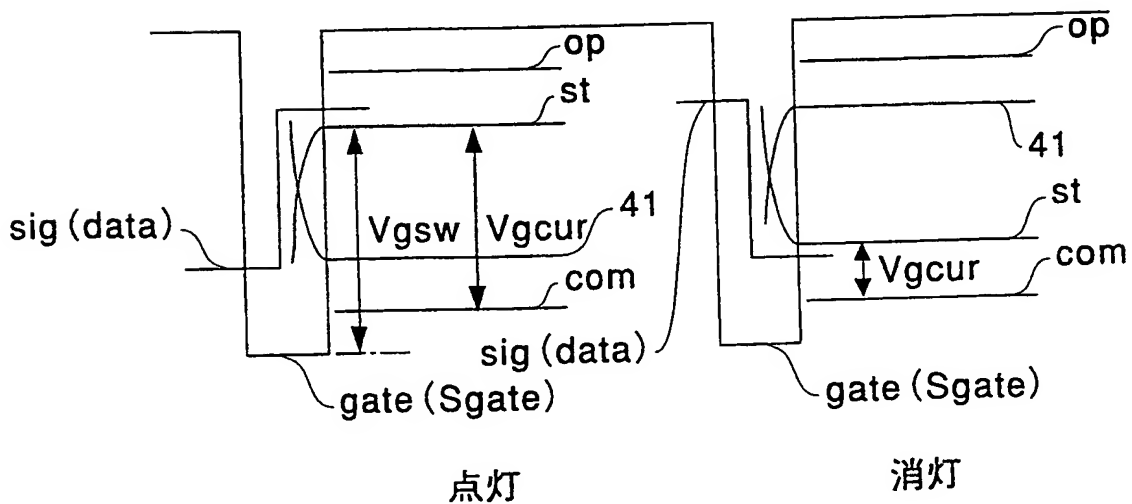 op
st
sig (data)
Vgsw
Vgcur
41
com
gate (Sgate)
点灯
op
41
st
Vgcur
com
sig (data)
gate (Sgate)
消灯